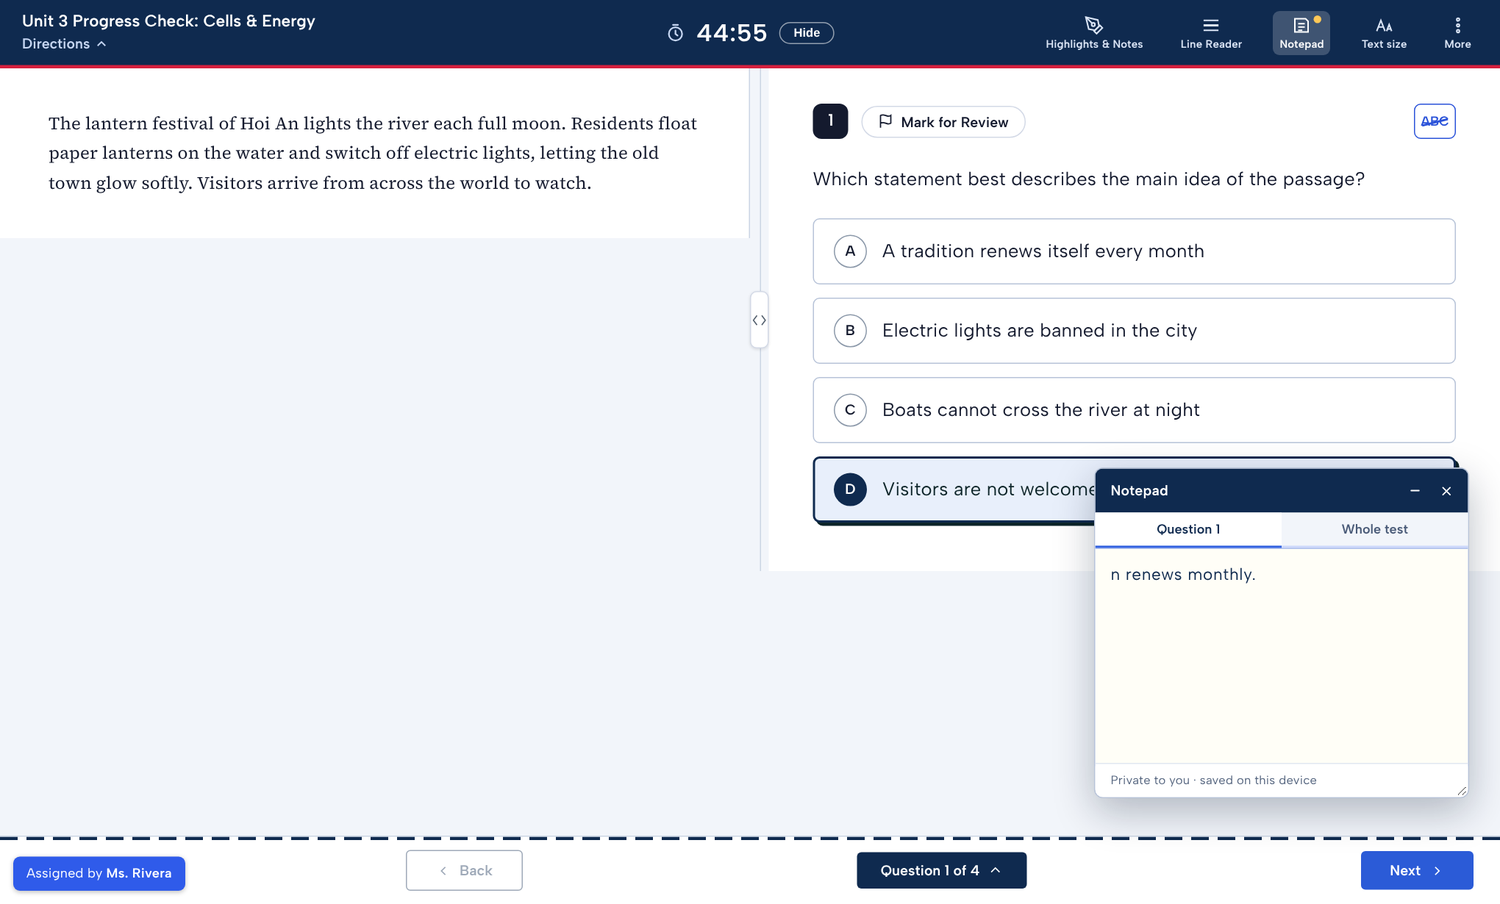 Unit 3 Progress Check: Cells & Energy
Directions
44:55
Hide
Highlights & Notes
Line Reader
Notepad
Text size
More
The lantern festival of Hoi An lights the river each full moon. Residents float
paper lanterns on the water and switch off electric lights, letting the old
town glow softly. Visitors arrive from across the world to watch.
1
Mark for Review
ABC
Which statement best describes the main idea of the passage?
A
A tradition renews itself every month
B
Electric lights are banned in the city
C
Boats cannot cross the river at night
D
Visitors are not welcome
Notepad
Question 1
Whole test
n renews monthly.
Private to you · saved on this device
Assigned by Ms. Rivera
Back
Question 1 of 4
Next